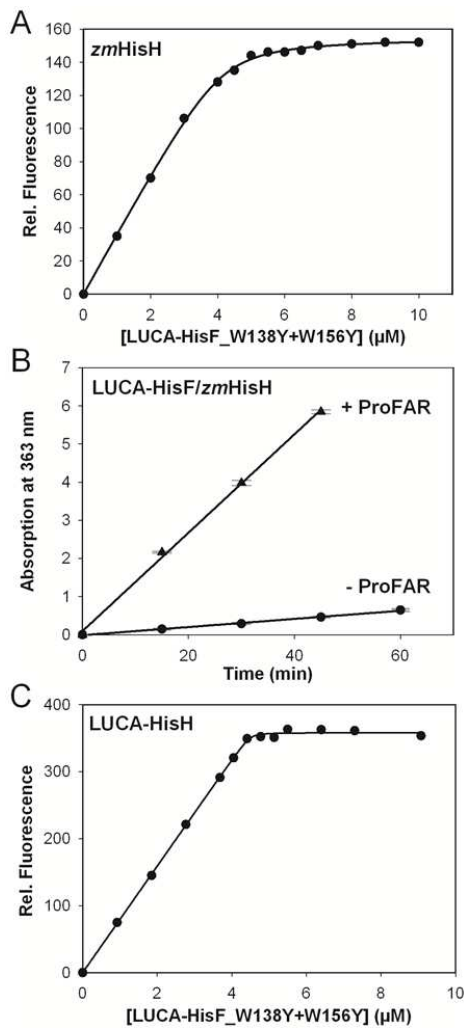 A
zmHisH
160
140
120
100
80
60
40
20
0
Rel. Fluorescence
0 2 4 6 8 10
[LUCA-HisF_W138Y+W156Y] (µM)
B
LUCA-HisF/zmHisH
+ ProFAR
- ProFAR
7
6
5
4
3
2
1
0
Absorption at 363 nm
0 20 40 60
Time (min)
C
LUCA-HisH
400
300
200
100
0
Rel. Fluorescence
0 2 4 6 8 10
[LUCA-HisF_W138Y+W156Y] (µM)